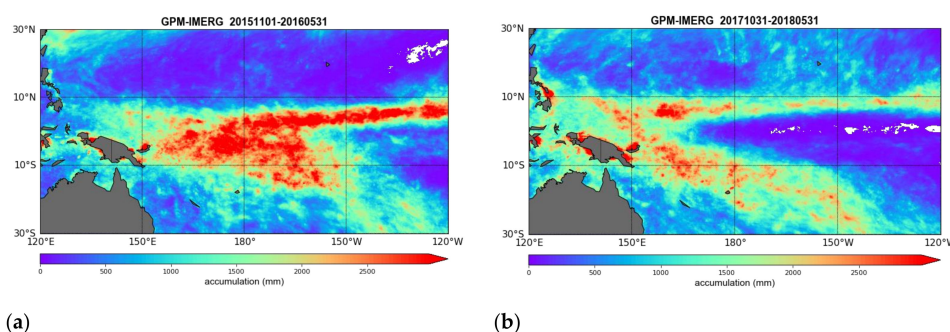 GPM-IMERG 20151101-20160531
30°N
10°N
10°S
30°S
120°E 150°E 180° 150°W 120°W
0 500 1000 1500 2000 2500
accumulation (mm)
(a)
GPM-IMERG 20171031-20180531
30°N
10°N
10°S
30°S
120°E 150°E 180° 150°W 120°W
0 500 1000 1500 2000 2500
accumulation (mm)
(b)